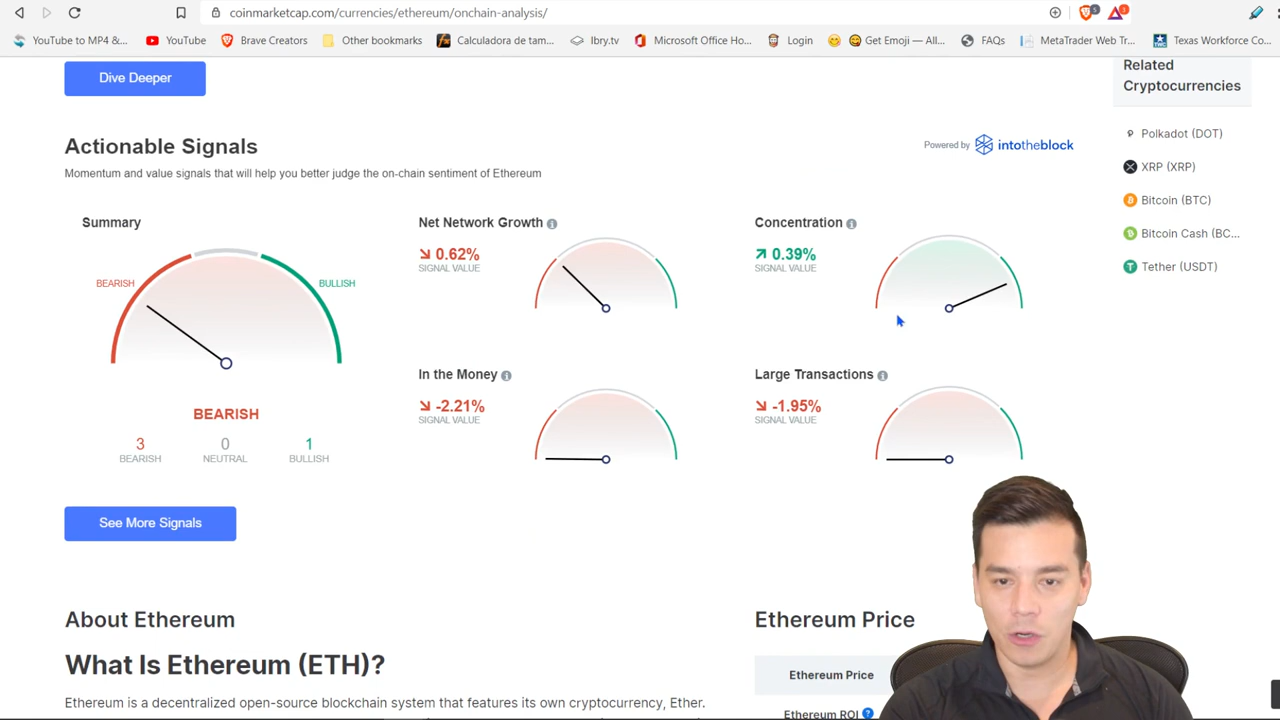 coinmarketcap.com/currencies/ethereum/onchain-analysis/
5
3
YouTube to MP4 &...
YouTube
Brave Creators
Other bookmarks
Calculadora de tam...
lbry.tv
Microsoft Office Ho...
Login
Get Emoji — All...
FAQs
MetaTrader Web Tr...
Texas Workforce Co...
Dive Deeper
Related
Cryptocurrencies
Polkadot (DOT)
XRP (XRP)
Bitcoin (BTC)
Bitcoin Cash (BC...
Tether (USDT)
Actionable Signals
Powered by intotheblock
Momentum and value signals that will help you better judge the on-chain sentiment of Ethereum
Summary
BEARISH
BULLISH
BEARISH
3
0
1
BEARISH
NEUTRAL
BULLISH
Net Network Growth
0.62%
SIGNAL VALUE
Concentration
0.39%
SIGNAL VALUE
In the Money
-2.21%
SIGNAL VALUE
Large Transactions
-1.95%
SIGNAL VALUE
See More Signals
About Ethereum
What Is Ethereum (ETH)?
Ethereum is a decentralized open-source blockchain system that features its own cryptocurrency, Ether.
Ethereum Price
Ethereum Price
Ethereum ROI